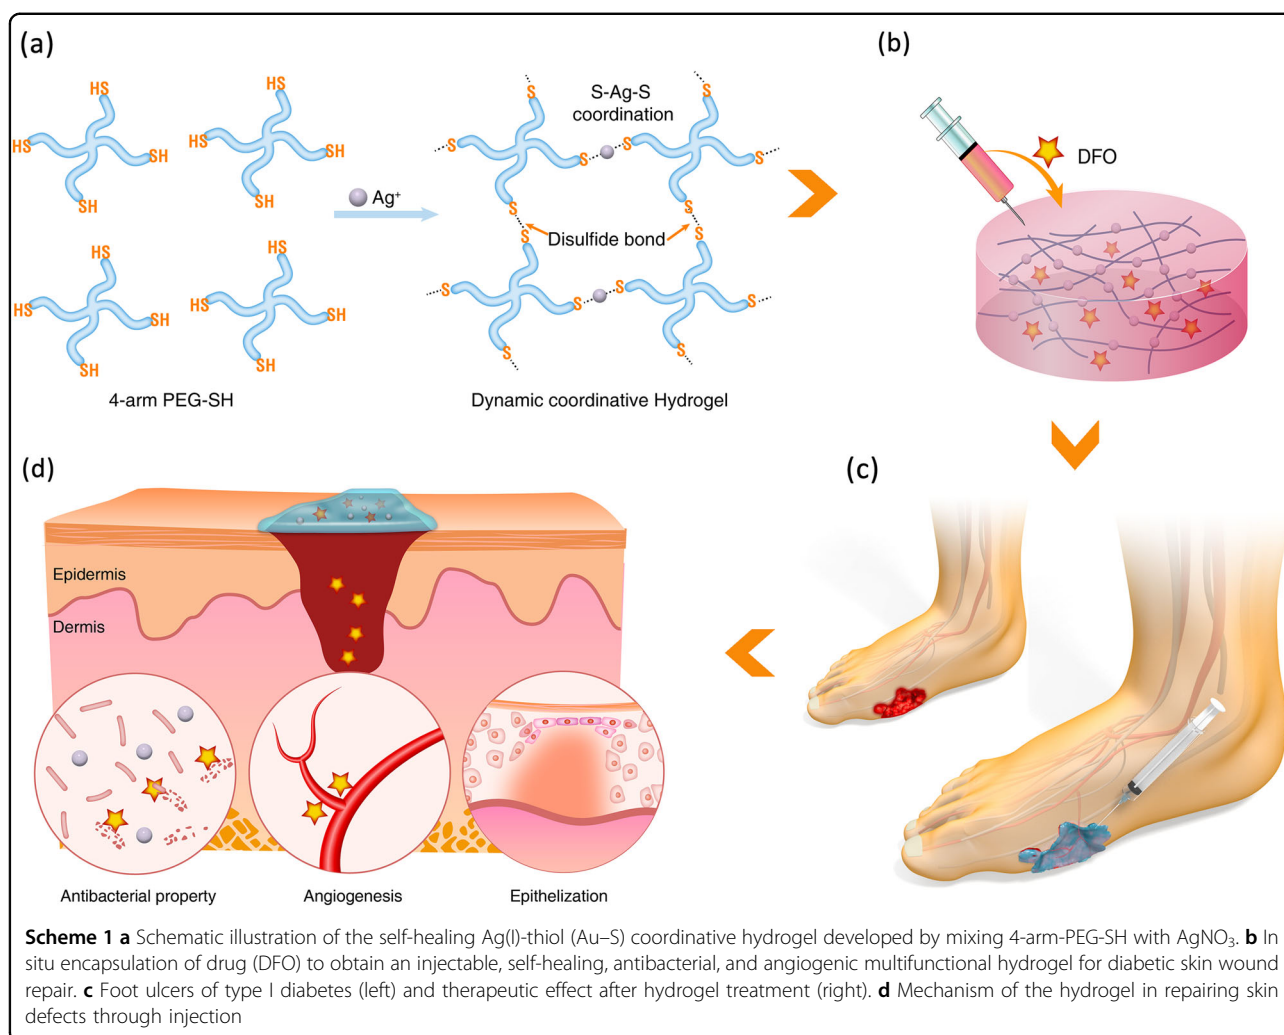 (a)
HS
HS
HS
SH
HS
SH
SH
SH
HS
HS
HS
SH
HS
SH
SH
SH
4-arm PEG-SH
Ag⁺
S-Ag-S
coordination
S
S
S
S
S
S
S
S
Disulfide bond
S
S
S
S
S
S
S
S
Dynamic coordinative Hydrogel
(b)
DFO
(c)
(d)
Epidermis
Dermis
Antibacterial property
Angiogenesis
Epithelization
Scheme 1 a Schematic illustration of the self-healing Ag(I)-thiol (Au–S) coordinative hydrogel developed by mixing 4-arm-PEG-SH with AgNO₃. b In
situ encapsulation of drug (DFO) to obtain an injectable, self-healing, antibacterial, and angiogenic multifunctional hydrogel for diabetic skin wound
repair. c Foot ulcers of type I diabetes (left) and therapeutic effect after hydrogel treatment (right). d Mechanism of the hydrogel in repairing skin
defects through injection